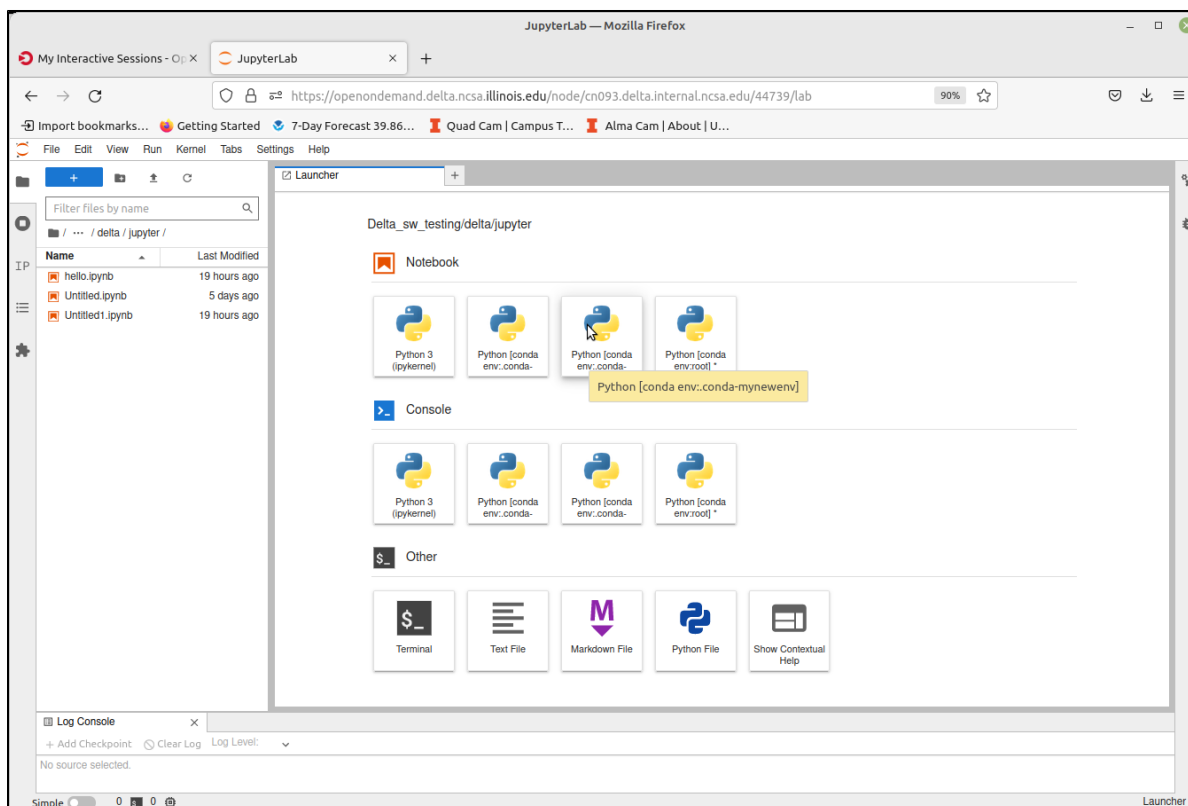 JupyterLab — Mozilla Firefox
My Interactive Sessions - Op
JupyterLab
https://openondemand.delta.ncsa.illinois.edu/node/cn093.delta.internal.ncsa.edu/44739/lab
90%
Import bookmarks... Getting Started 7-Day Forecast 39.86... Quad Cam | Campus T... Alma Cam | About | U...
File Edit View Run Kernel Tabs Settings Help
+
Launcher
+
Filter files by name
/ ··· / delta / jupyter /
Name Last Modified
hello.ipynb 19 hours ago
Untitled.ipynb 5 days ago
Untitled1.ipynb 19 hours ago
IP
Delta_sw_testing/delta/jupyter
Notebook
Python 3
(ipykernel)
Python [conda
env:.conda-
Python [conda
env:.conda-
Python [conda
env:root] *
Python [conda env:.conda-mynewenv]
Console
Python 3
(ipykernel)
Python [conda
env:.conda-
Python [conda
env:.conda-
Python [conda
env:root] *
$_ Other
$_
Terminal
Text File
M
Markdown File
Python File
Show Contextual
Help
Log Console
+ Add Checkpoint Clear Log Log Level:
No source selected.
Simple 0 $_ 0
Launcher